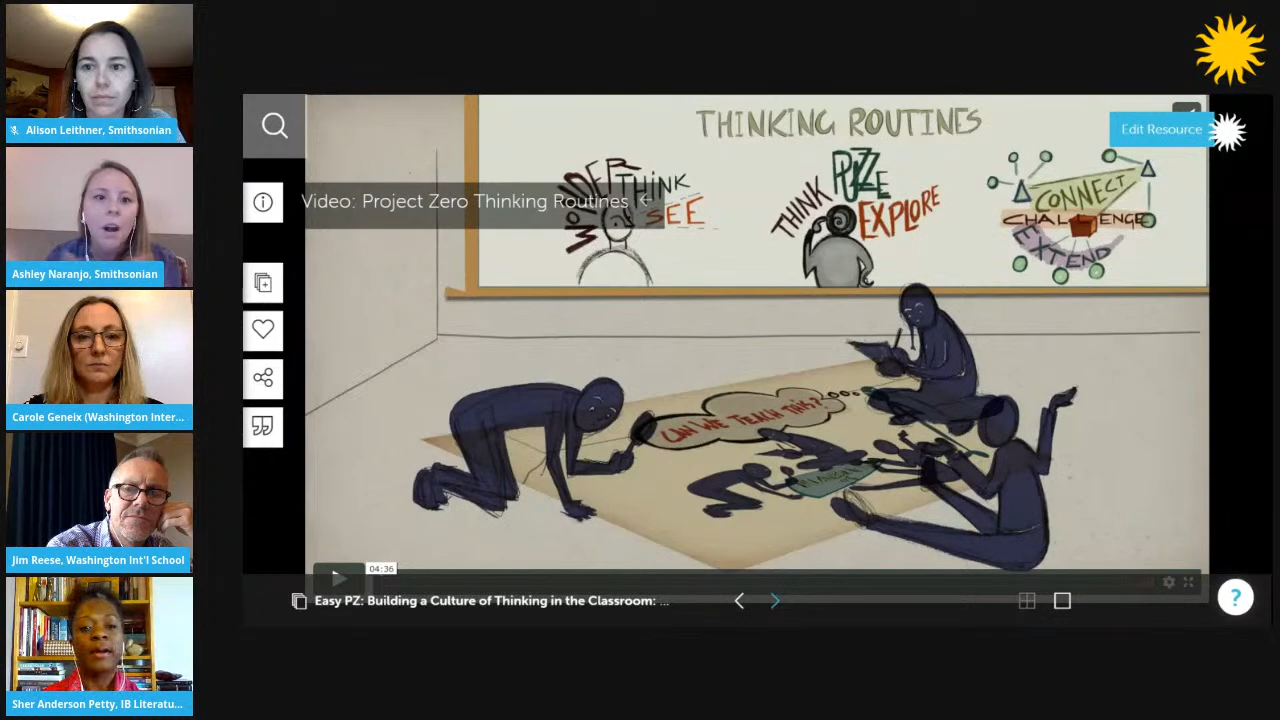 Alison Leithner, Smithsonian
Ashley Naranjo, Smithsonian
Carole Geneix (Washington Inter...
Jim Reese, Washington Int'l School
Sher Anderson Petty, IB Literatu...
THINKING ROUTINES
Edit Resource
WONDER THINK SEE
THINK PUZZLE EXPLORE
CONNECT
CHALLENGE
EXTEND
Video: Project Zero Thinking Routines ←
CAN WE TEACH THIS?
04:36
Easy PZ: Building a Culture of Thinking in the Classroom: ...
?